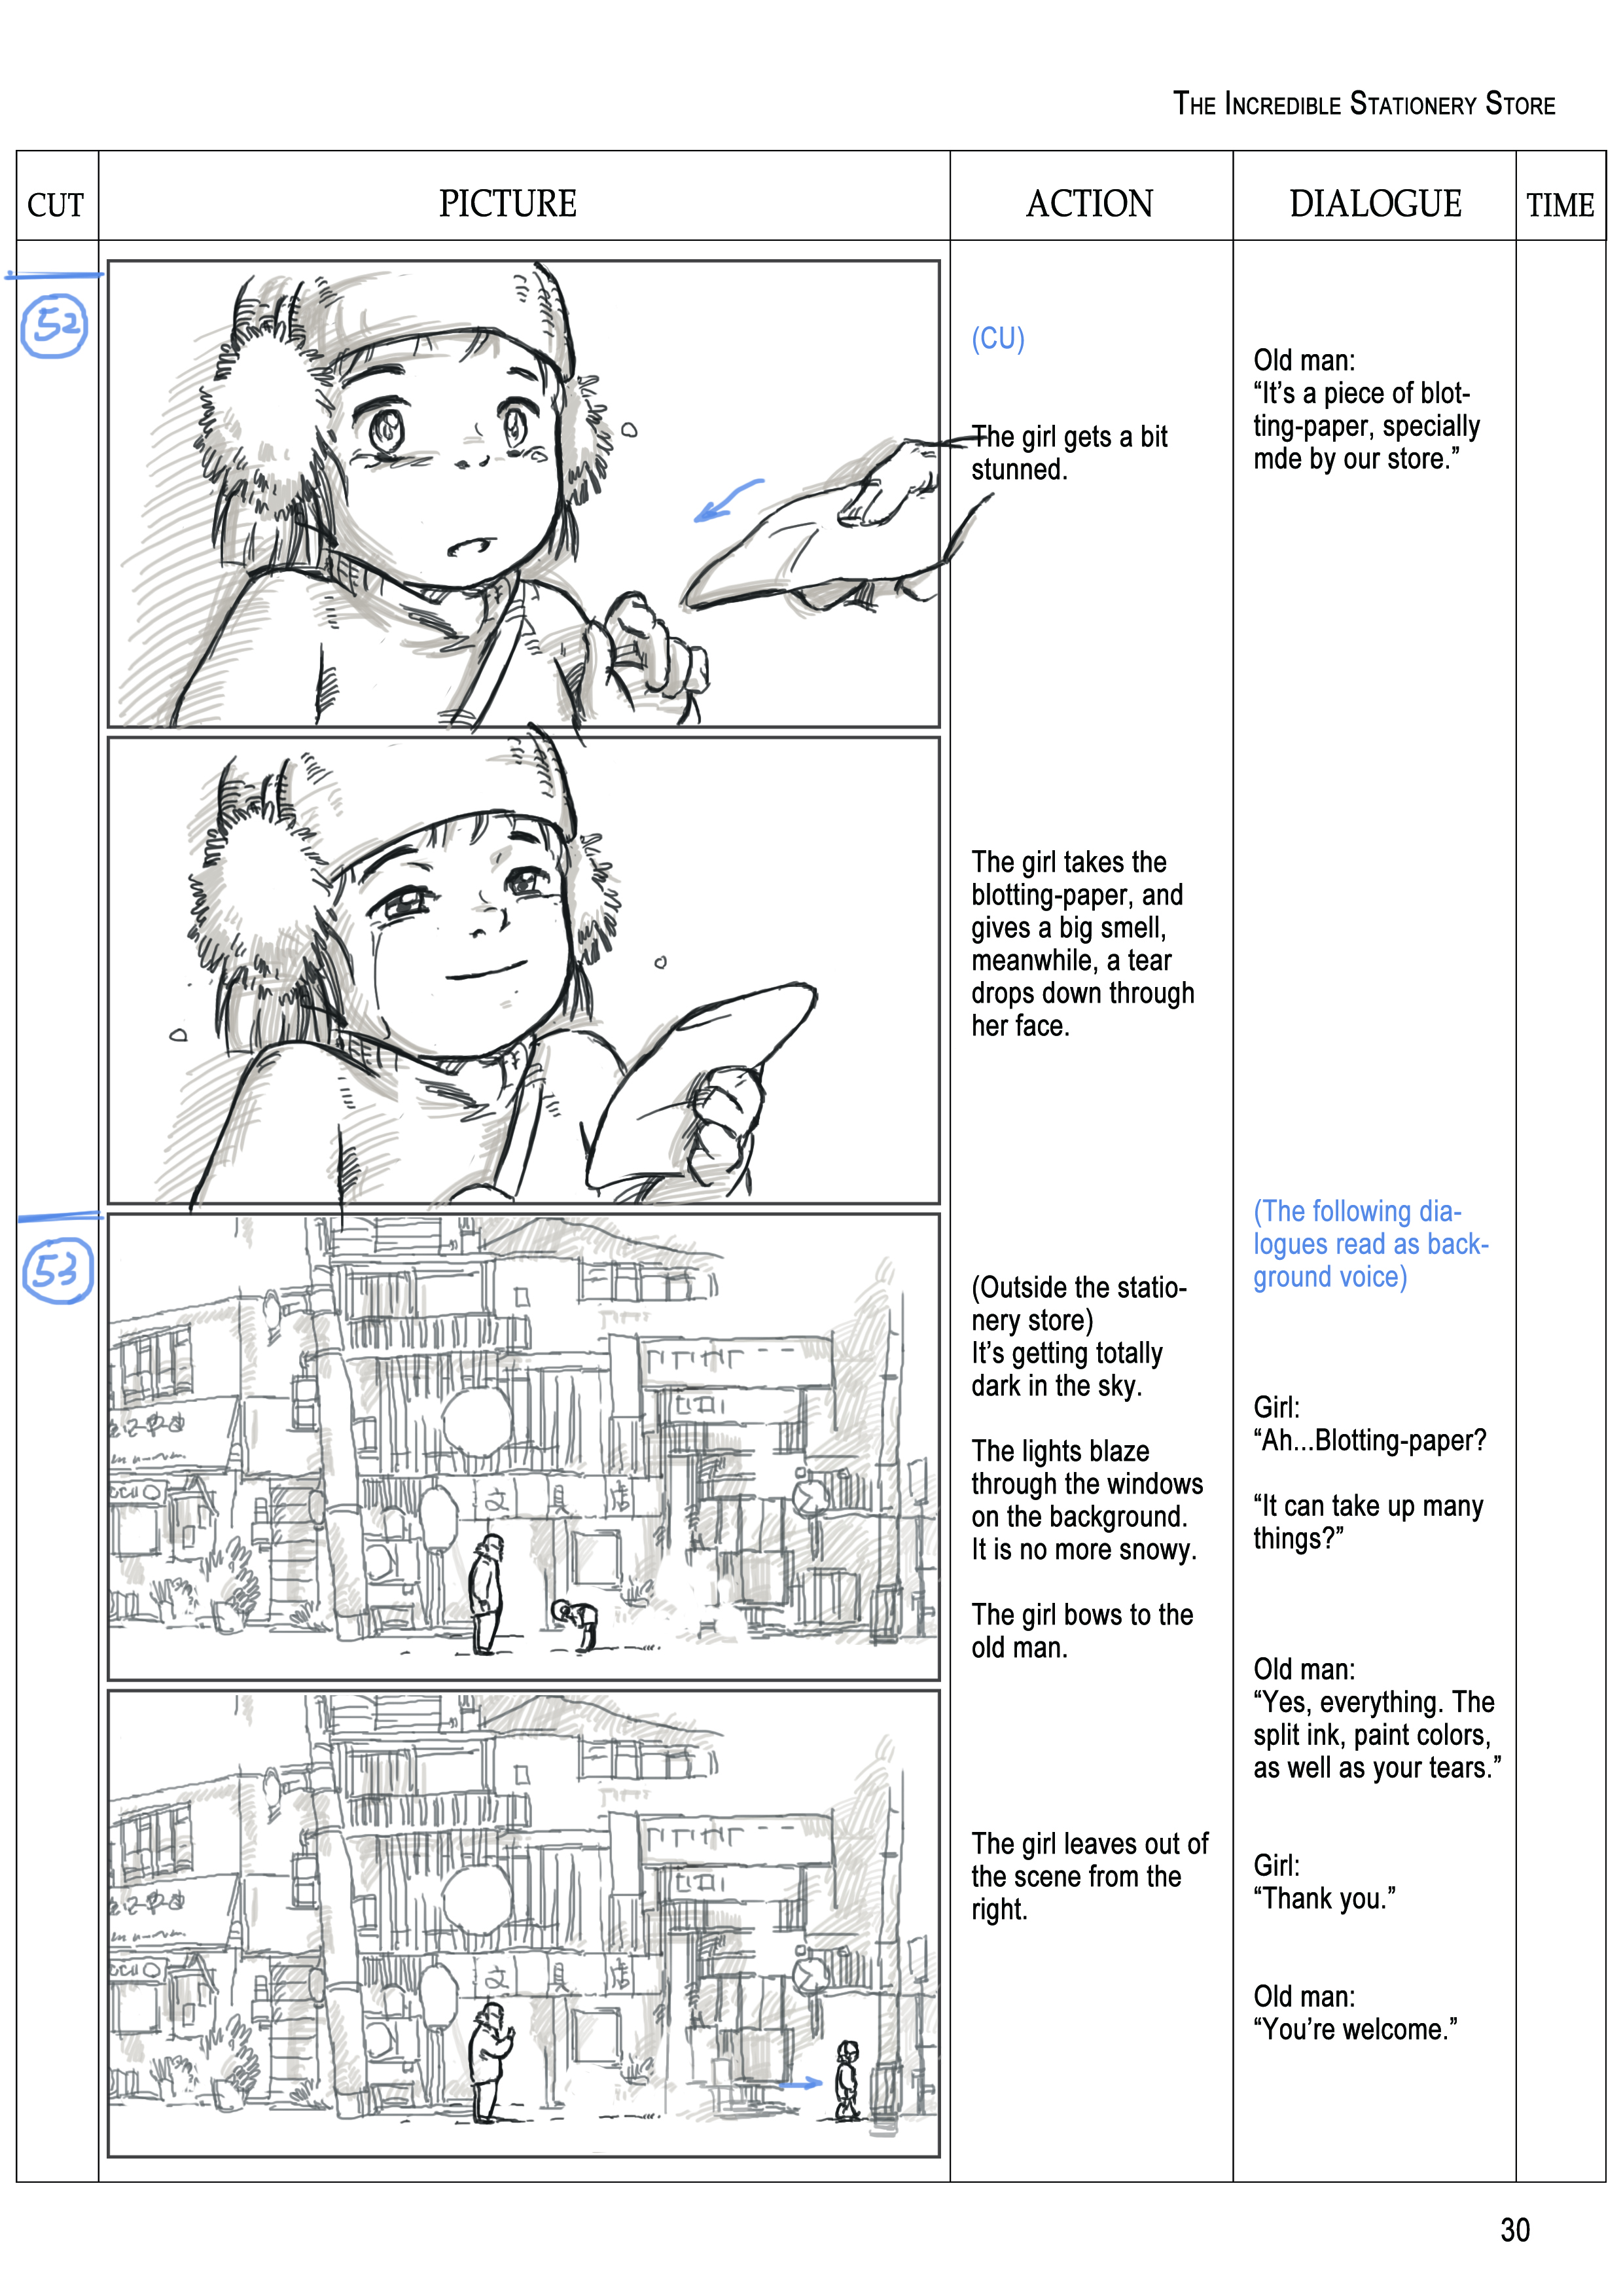 THE INCREDIBLE STATIONERY STORE
CUT
PICTURE
ACTION
DIALOGUE
TIME
52
(CU)
The girl gets a bit
stunned.
Old man:
“It’s a piece of blot-
ting-paper, specially
mde by our store.”
The girl takes the
blotting-paper, and
gives a big smell,
meanwhile, a tear
drops down through
her face.
53
文具店
(Outside the statio-
nery store)
It’s getting totally
dark in the sky.
The lights blaze
through the windows
on the background.
It is no more snowy.
The girl bows to the
old man.
(The following dia-
logues read as back-
ground voice)
Girl:
“Ah...Blotting-paper?
“It can take up many
things?”
Old man:
“Yes, everything. The
split ink, paint colors,
as well as your tears.”
文具店
The girl leaves out of
the scene from the
right.
Girl:
“Thank you.”
Old man:
“You’re welcome.”
30